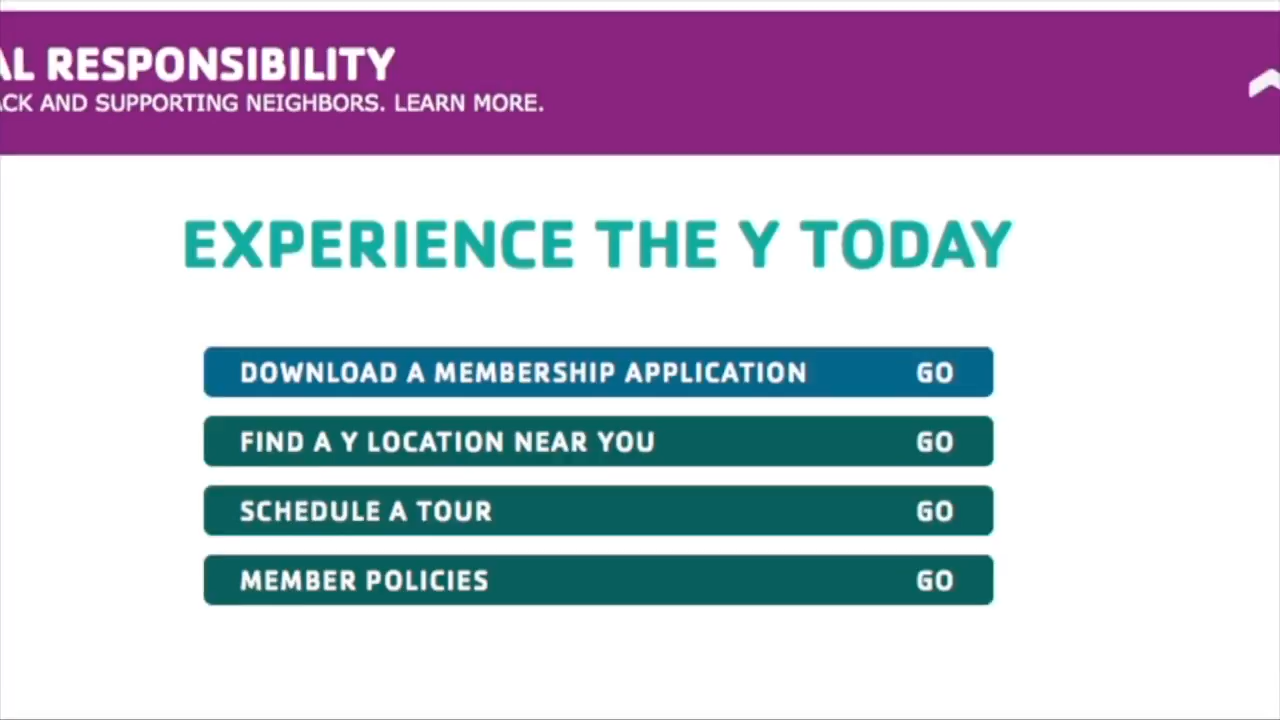 AL RESPONSIBILITY
ACK AND SUPPORTING NEIGHBORS. LEARN MORE.
EXPERIENCE THE Y TODAY
DOWNLOAD A MEMBERSHIP APPLICATION GO
FIND A Y LOCATION NEAR YOU GO
SCHEDULE A TOUR GO
MEMBER POLICIES GO